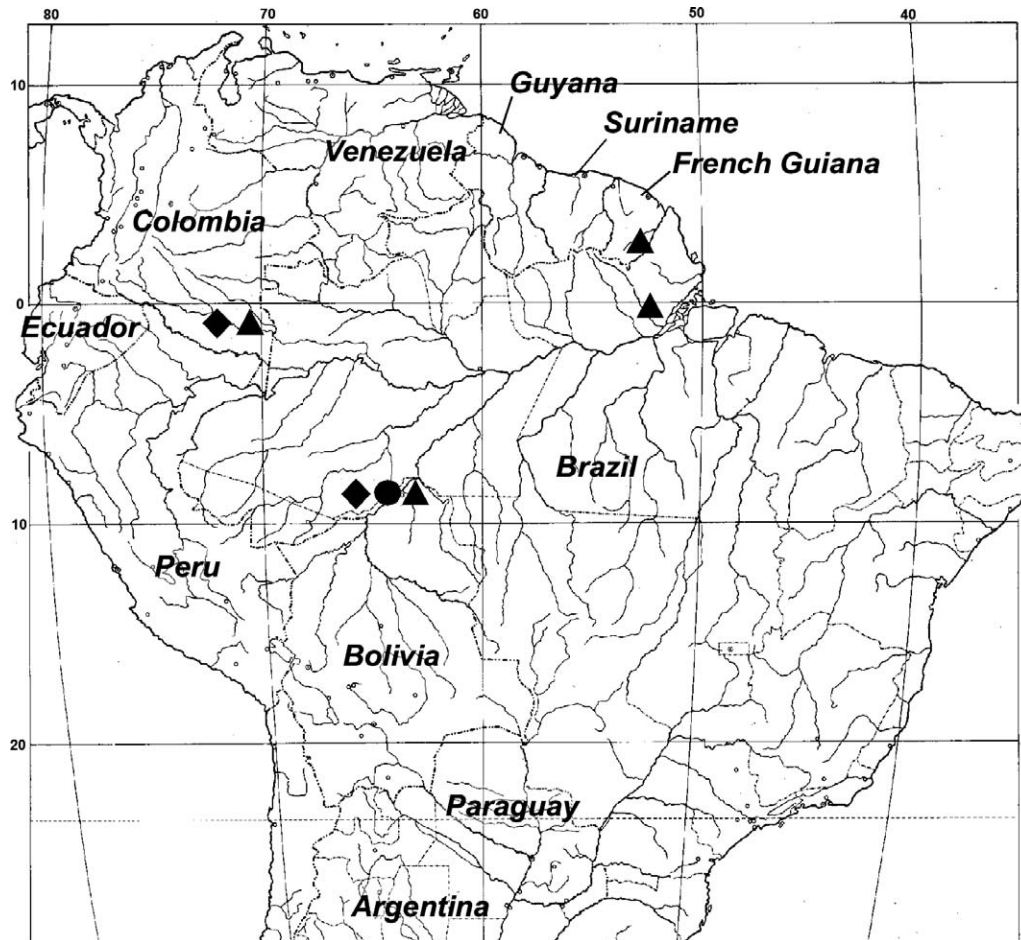 80 70 60 50 40
10
Guyana
Suriname
Venezuela
French Guiana
Colombia
0
Ecuador
Brazil
10
Peru
Bolivia
20
Paraguay
Argentina